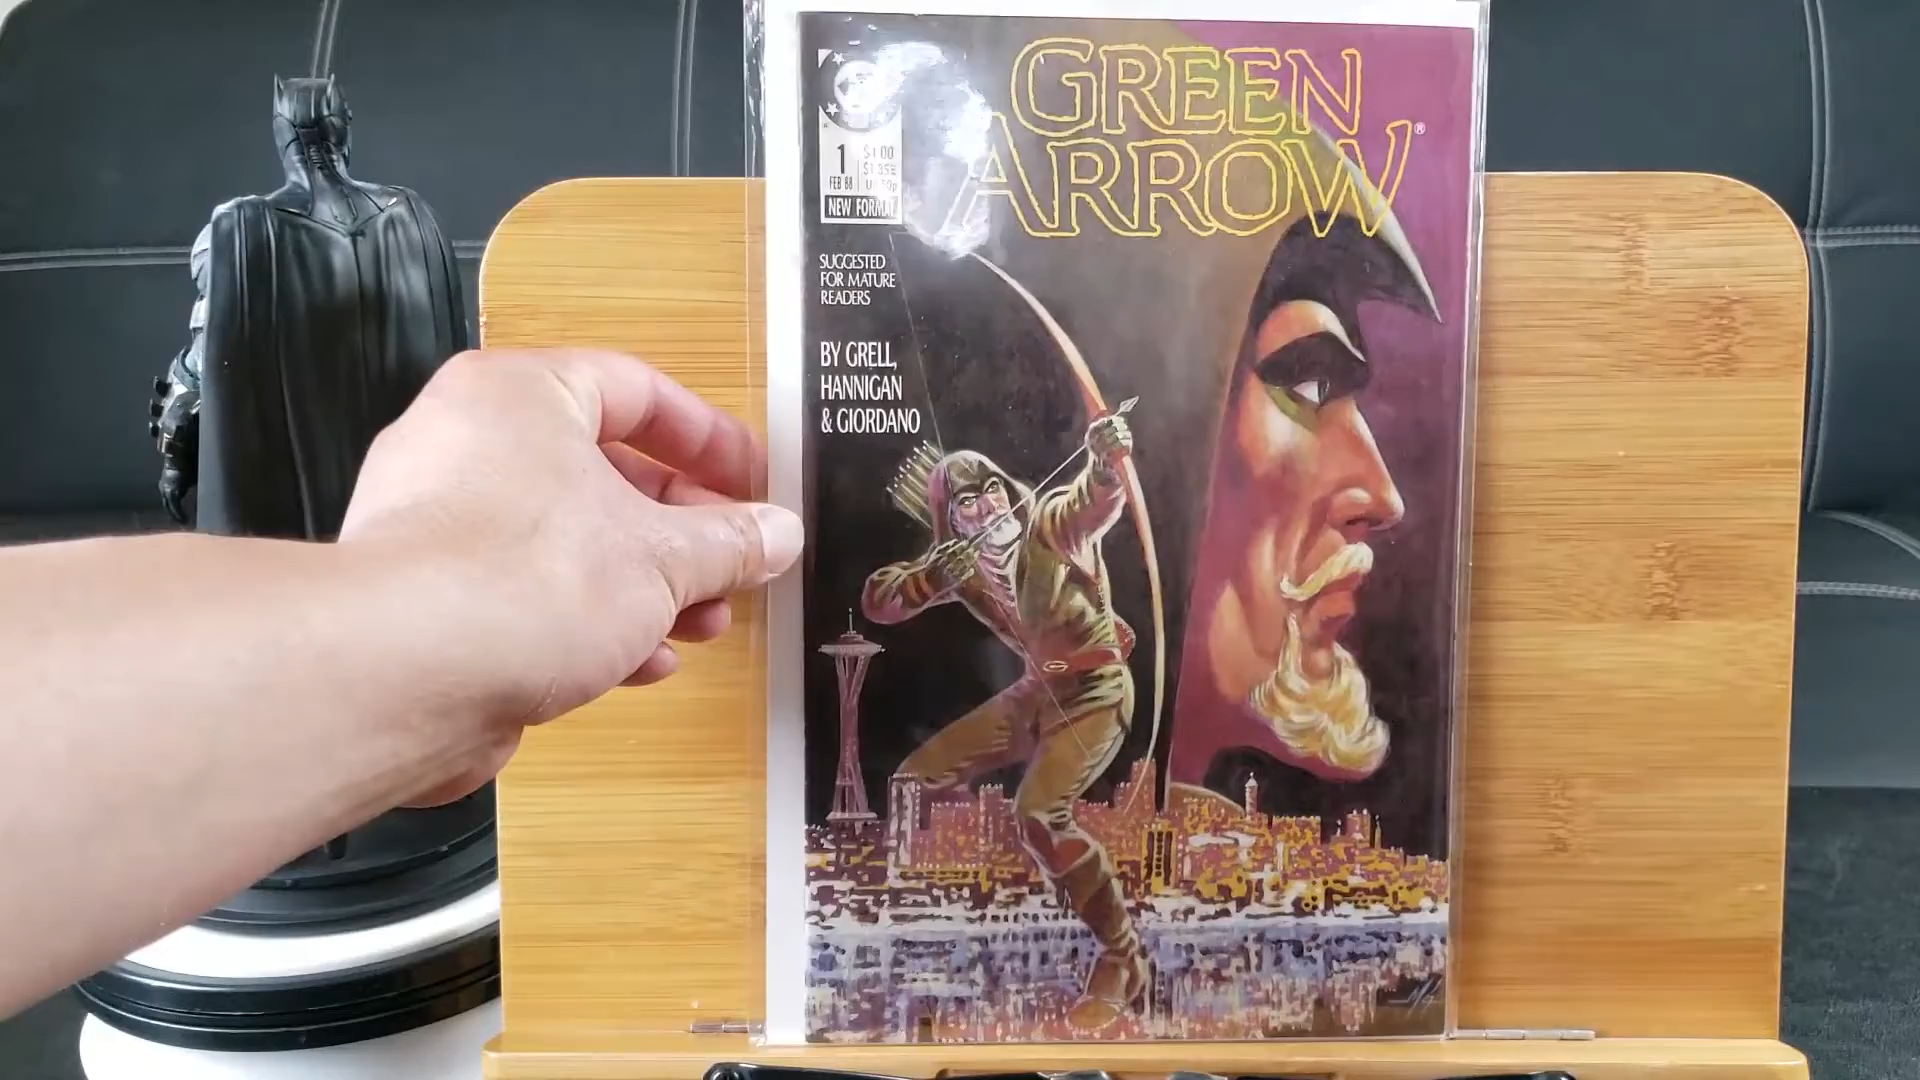 GREEN
ARROW®
1
$1.00
FEB 88
NEW FORMAT
SUGGESTED
FOR MATURE
READERS
BY GRELL,
HANNIGAN
& GIORDANO